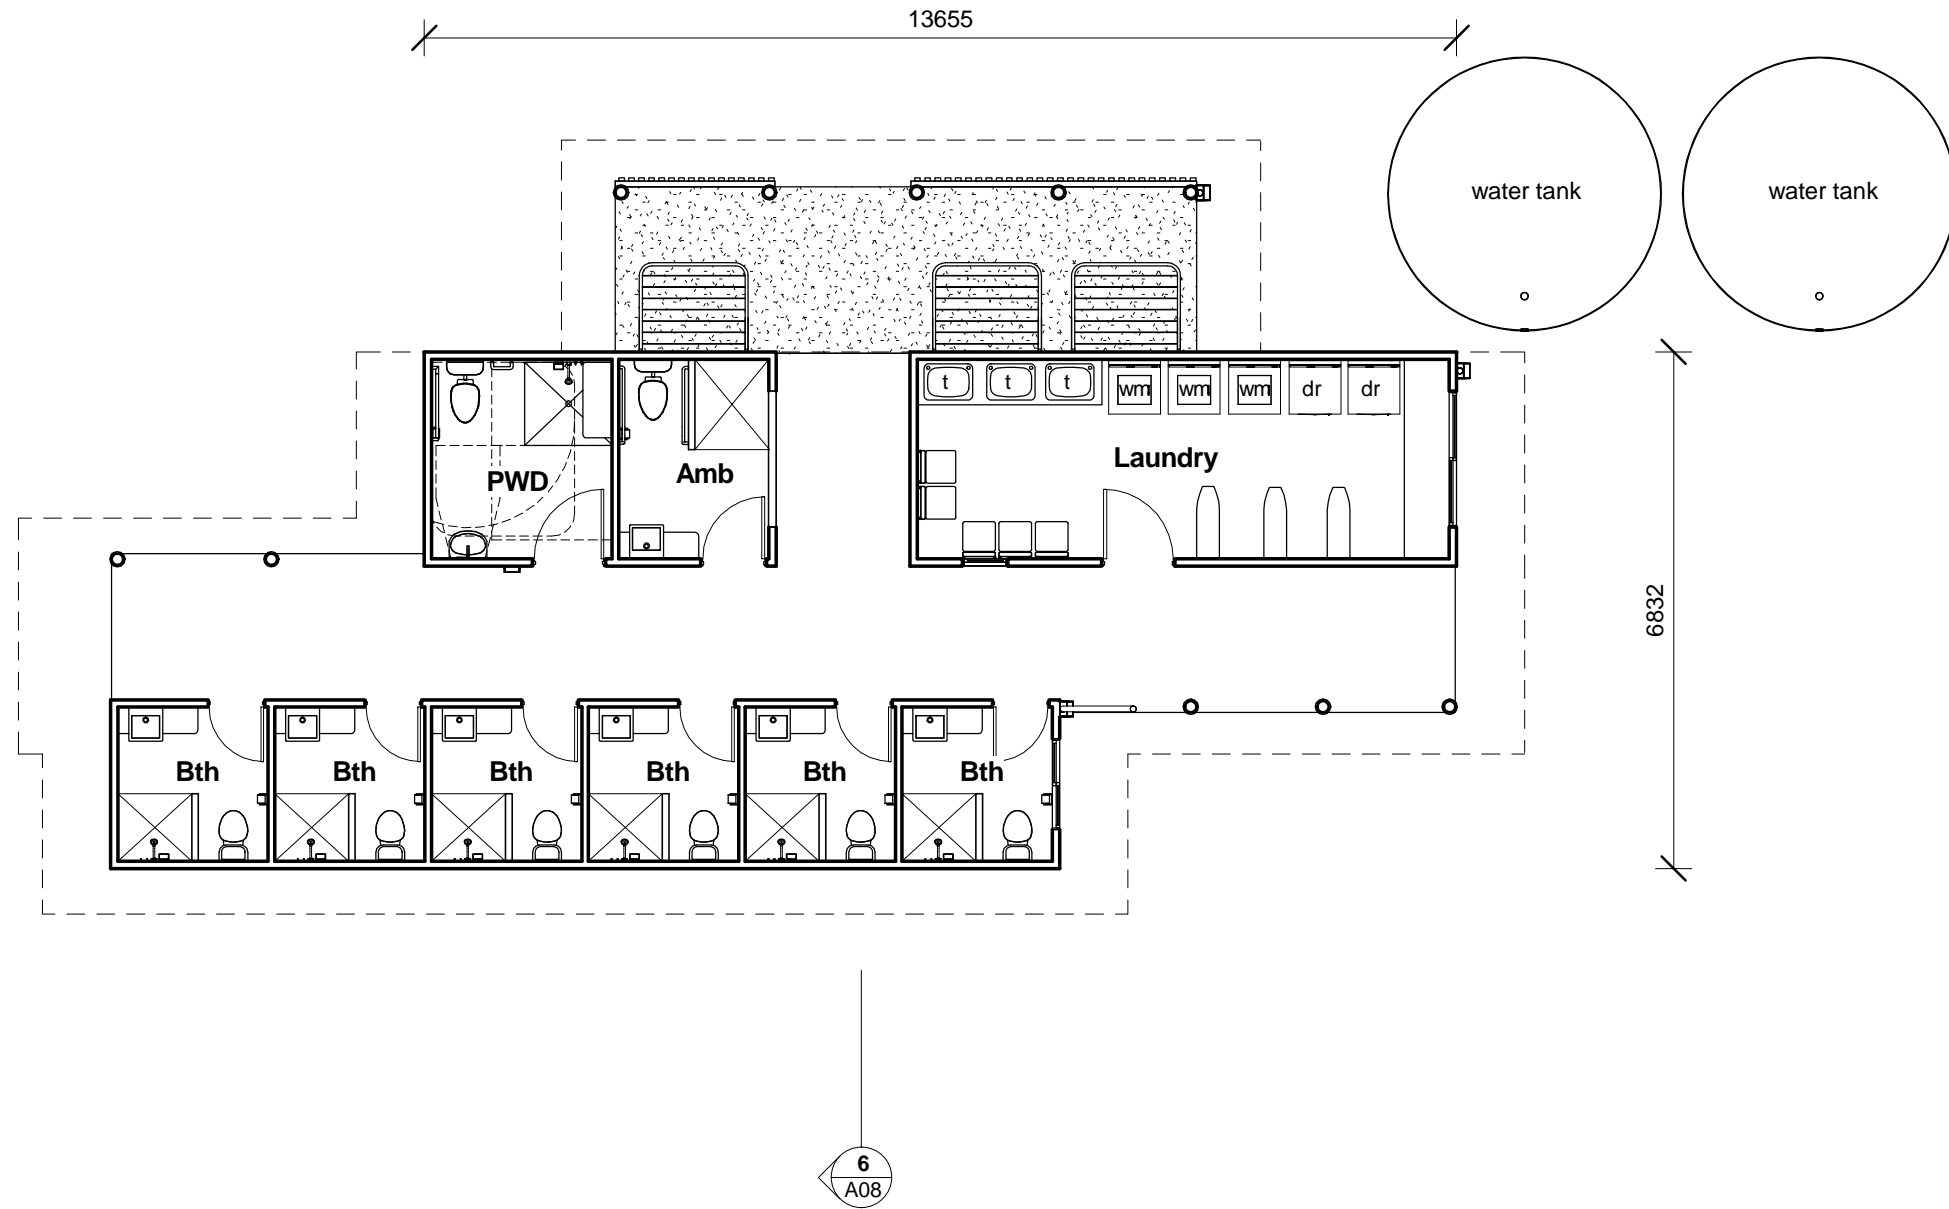 13655
water tank
water tank
t
t
t
wm
wm
wm
dr
dr
PWD
Amb
Laundry
6832
Bth
Bth
Bth
Bth
Bth
Bth
6
A08